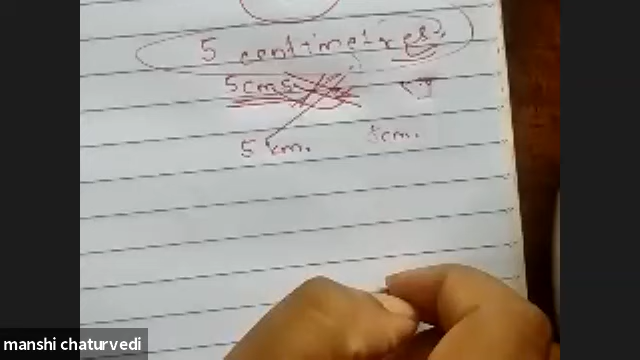 5 centimetres.
5cms
5 cm. 5cm.
manshi chaturvedi